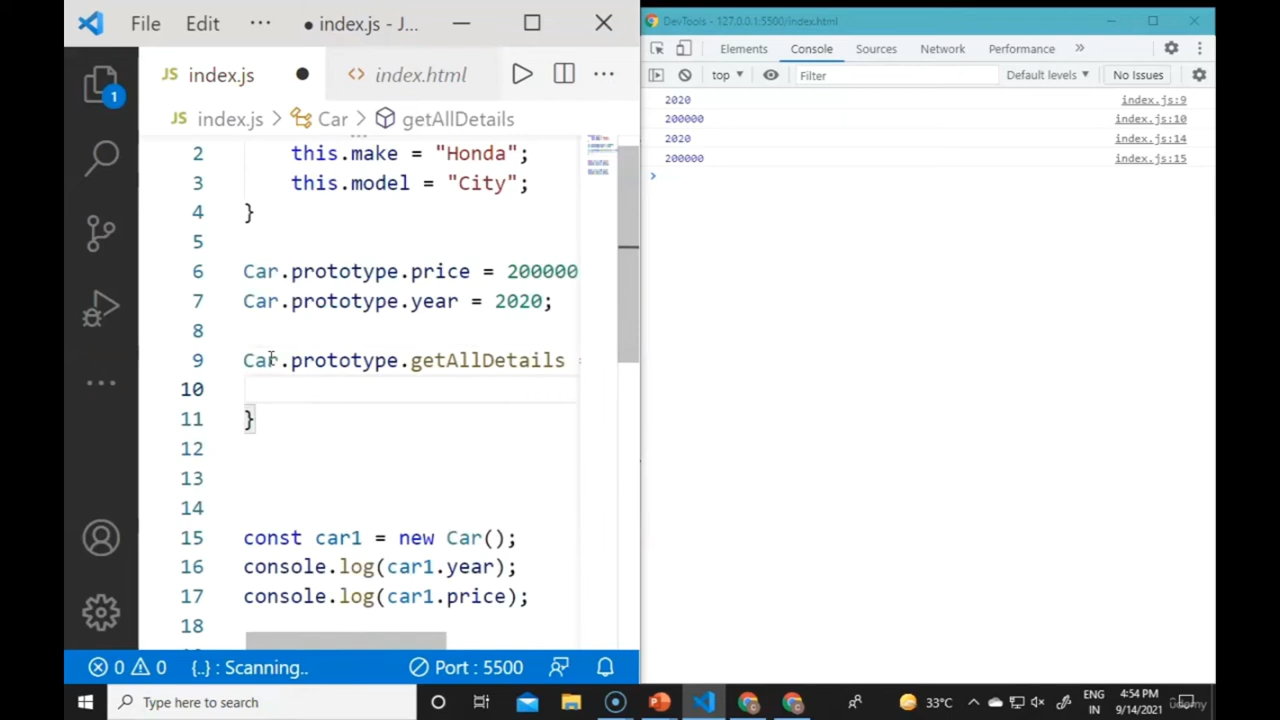 File Edit ··· ● index.js - J...
JS index.js ● <> index.html ···
JS index.js > Car > getAllDetails
2 this.make = "Honda";
3 this.model = "City";
4 }
5
6 Car.prototype.price = 200000
7 Car.prototype.year = 2020;
8
9 Car.prototype.getAllDetails
10
11 }
12
13
14
15 const car1 = new Car();
16 console.log(car1.year);
17 console.log(car1.price);
18
1
0 0 {..} : Scanning.. Port : 5500
DevTools - 127.0.0.1:5500/index.html
Elements Console Sources Network Performance »
top ▼ Filter Default levels ▼ No Issues
2020 index.js:9
200000 index.js:10
2020 index.js:14
200000 index.js:15
>
Type here to search
33°C
ENG
IN
4:54 PM
9/14/2021
Udemy